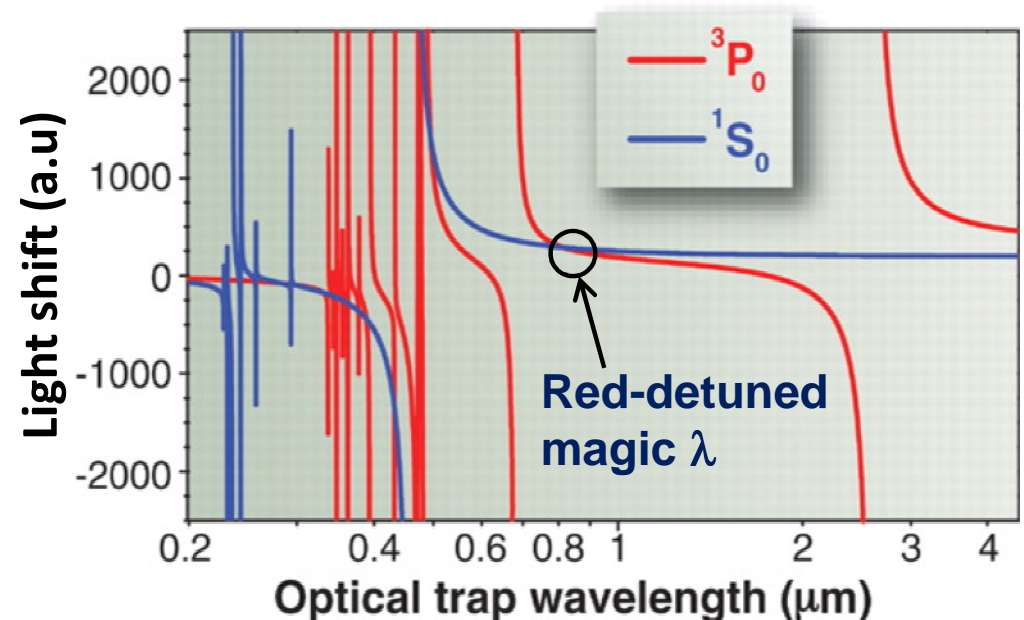 Light shift (a.u)
2000
1000
0
-1000
-2000
³P₀
¹S₀
Red-detuned
magic λ
0.2 0.4 0.6 0.8 1 2 3 4
Optical trap wavelength (μm)